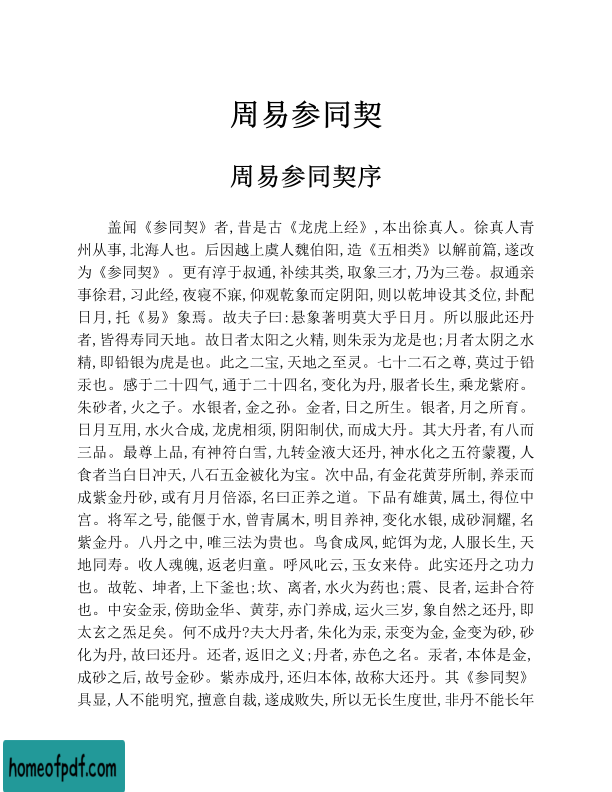 周易参同契
周易参同契序
盖闻《参同契》者,昔是古《龙虎上经》,本出徐真人。徐真人青
州从事,北海人也。后因越上虞人魏伯阳,造《五相类》以解前篇,遂改
为《参同契》。更有淳于叔通,补续其类,取象三才,乃为三卷。叔通亲
事徐君,习此经,夜寝不寐,仰观乾象而定阴阳,则以乾坤设其爻位,卦配
日月,托《易》象焉。故夫子曰:悬象著明莫大乎日月。所以服此还丹
者,皆得寿同天地。故日者太阳之火精,则朱汞为龙是也;月者太阴之水
精,即铅银为虎是也。此之二宝,天地之至灵。七十二石之尊,莫过于铅
汞也。感于二十四气,通于二十四名,变化为丹,服者长生,乘龙紫府。
朱砂者,火之子。水银者,金之孙。金者,日之所生。银者,月之所育。
日月互用,水火合成,龙虎相须,阴阳制伏,而成大丹。其大丹者,有八而
三品。最尊上品,有神符白雪,九转金液大还丹,神水化之五符蒙覆,人
食者当白日冲天,八石五金被化为宝。次中品,有金花黄芽所制,养汞而
成紫金丹砂,或有月月倍添,名曰正养之道。下品有雄黄,属土,得位中
宫。将军之号,能偃于水,曾青属木,明目养神,变化水银,成砂洞耀,名
紫金丹。八丹之中,唯三法为贵也。鸟食成凤,蛇饵为龙,人服长生,天
地同寿。收人魂魄,返老归童。呼风叱云,玉女来侍。此实还丹之功力
也。故乾、坤者,上下釜也;坎、离者,水火为药也;震、艮者,运卦合符
也。中安金汞,傍助金华、黄芽,赤门养成,运火三岁,象自然之还丹,即
太玄之炁足矣。何不成丹?夫大丹者,朱化为汞,汞变为金,金变为砂,砂
化为丹,故曰还丹。还者,返旧之义;丹者,赤色之名。汞者,本体是金,
成砂之后,故号金砂。紫赤成丹,还归本体,故称大还丹。其《参同契》
具显,人不能明究,擅意自裁,遂成败失,所以无长生度世,非丹不能长年
homeofpdf.com